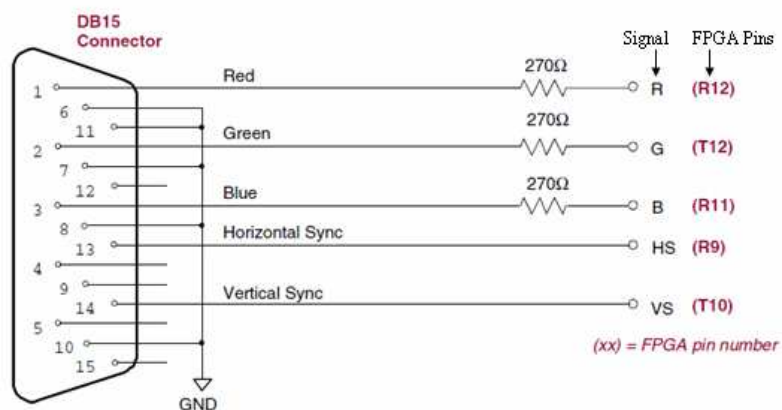 DB15
Connector
Signal FPGA Pins
1 Red 270Ω R (R12)
6
11
2 Green 270Ω G (T12)
7
12
3 Blue 270Ω B (R11)
8
13 Horizontal Sync HS (R9)
4
9
14 Vertical Sync VS (T10)
5
10
15
(xx) = FPGA pin number
GND